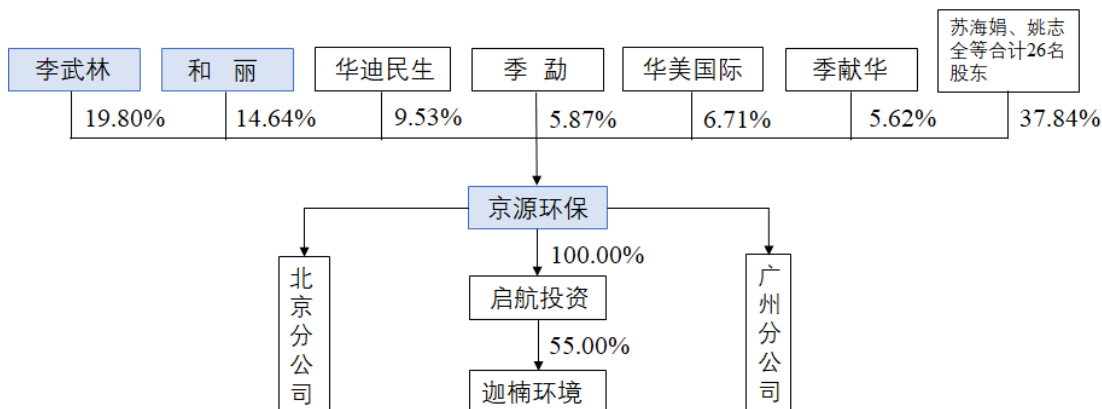 李武林
和 丽
华迪民生
季 勐
华美国际
季献华
苏海娟、姚志
全等合计26名
股东
19.80%
14.64%
9.53%
5.87%
6.71%
5.62%
37.84%
京源环保
100.00%
北京分公司
启航投资
广州分公司
55.00%
迦楠环境